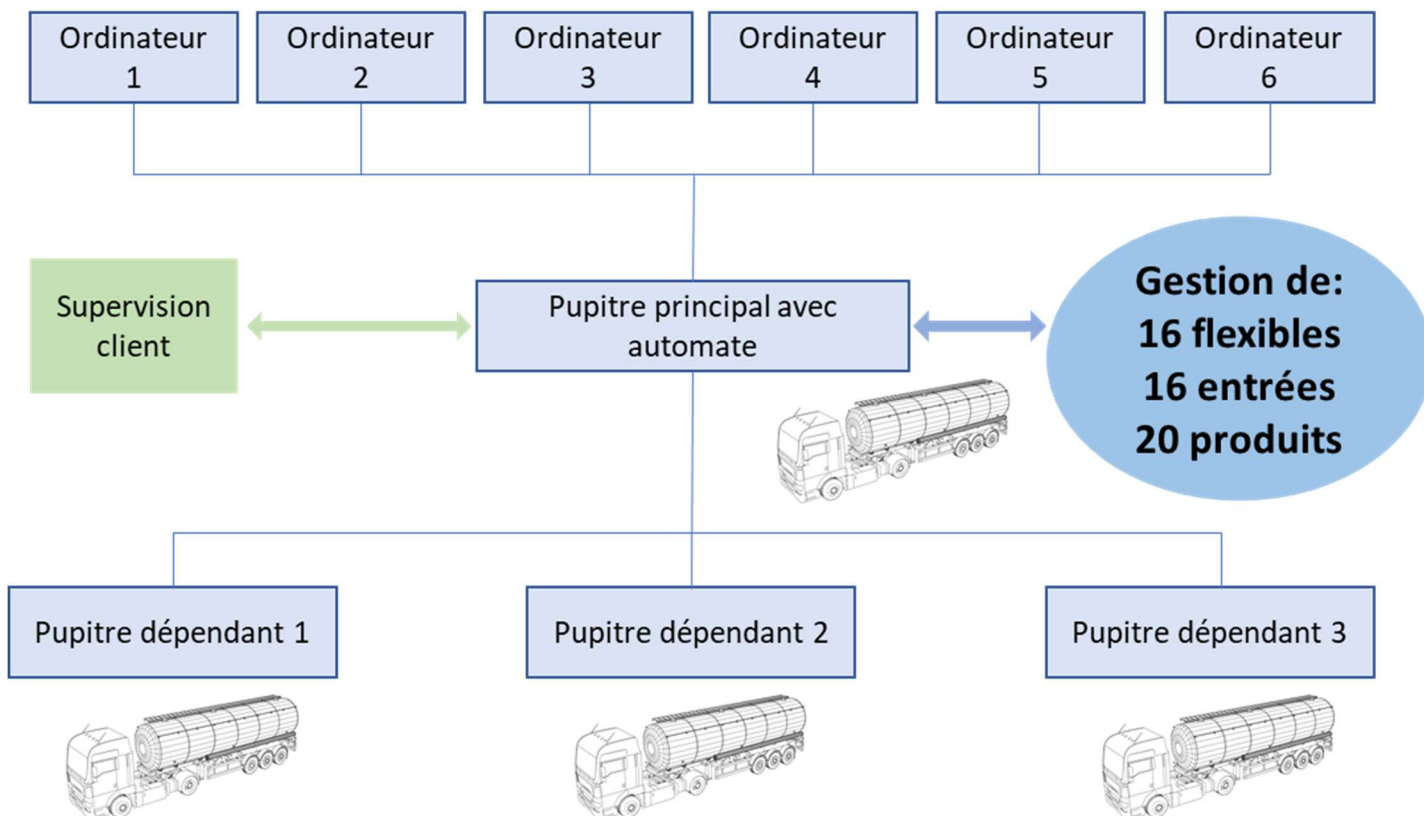 Ordinateur
1
Ordinateur
2
Ordinateur
3
Ordinateur
4
Ordinateur
5
Ordinateur
6
Supervision
client
Pupitre principal avec
automate
Gestion de:
16 flexibles
16 entrées
20 produits
Pupitre dépendant 1
Pupitre dépendant 2
Pupitre dépendant 3